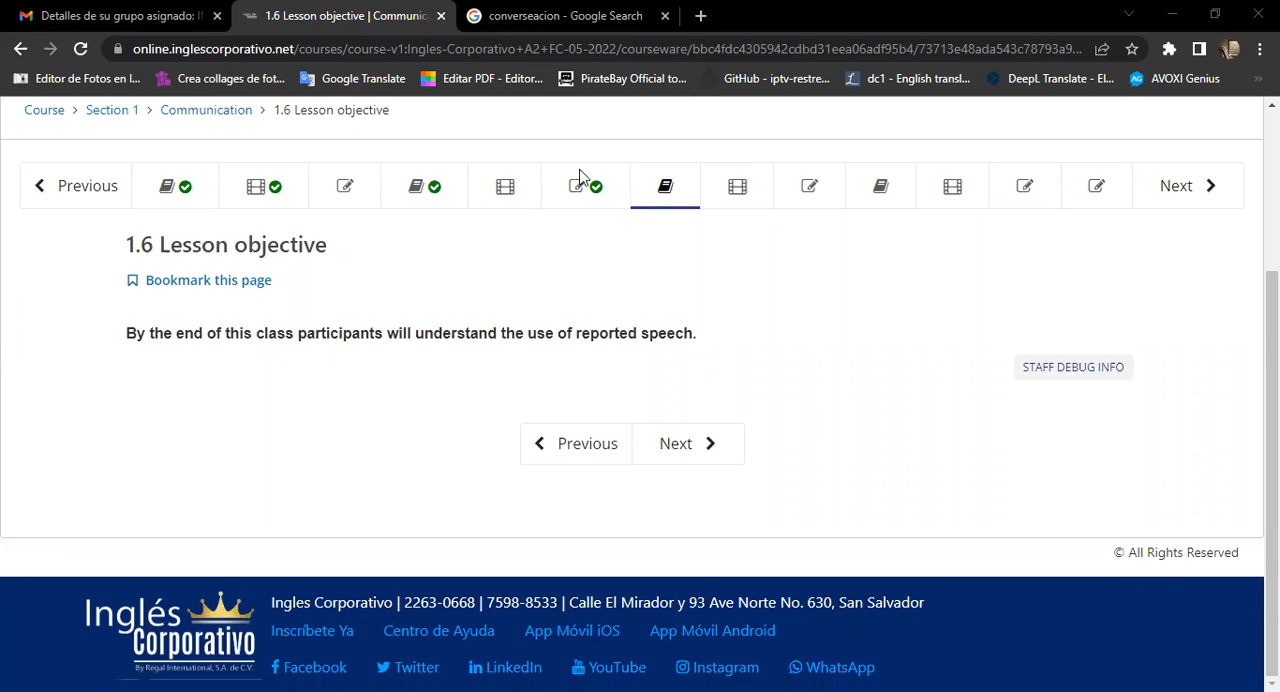 Detalles de su grupo asignado: I
1.6 Lesson objective | Communic
converseacion - Google Search
online.inglescorporativo.net/courses/course-v1:Ingles-Corporativo+A2+FC-05-2022/courseware/bbc4fdc4305942cdbd31eea06adf95b4/73713e48ada543c78793a9...
Editor de Fotos en l...
Crea collages de fot...
Google Translate
Editar PDF - Editor...
PirateBay Official to...
GitHub - iptv-restre...
dc1 - English transl...
DeepL Translate - El...
AVOXI Genius
»
Course > Section 1 > Communication > 1.6 Lesson objective
Previous
Next
1.6 Lesson objective
Bookmark this page
By the end of this class participants will understand the use of reported speech.
STAFF DEBUG INFO
Previous
Next
© All Rights Reserved
Inglés Corporativo
By Regal International, S.A. de C.V.
Ingles Corporativo | 2263-0668 | 7598-8533 | Calle El Mirador y 93 Ave Norte No. 630, San Salvador
Inscríbete Ya
Centro de Ayuda
App Móvil iOS
App Móvil Android
Facebook
Twitter
LinkedIn
YouTube
Instagram
WhatsApp